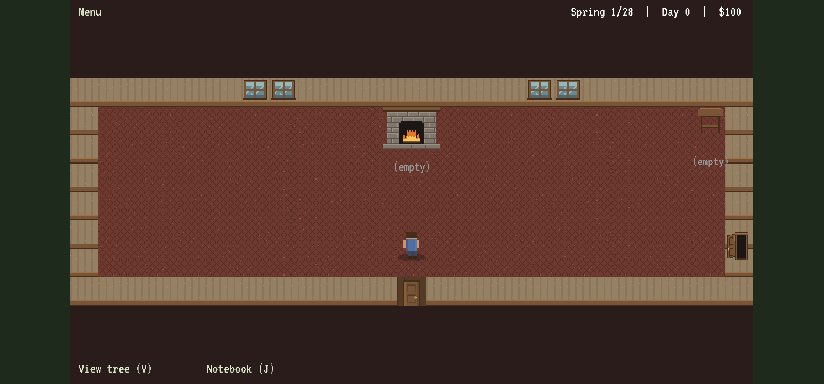 Menu
Spring 1/28 | Day 0 | $100
(empty)
(empty)
View tree (V)
Notebook (J)